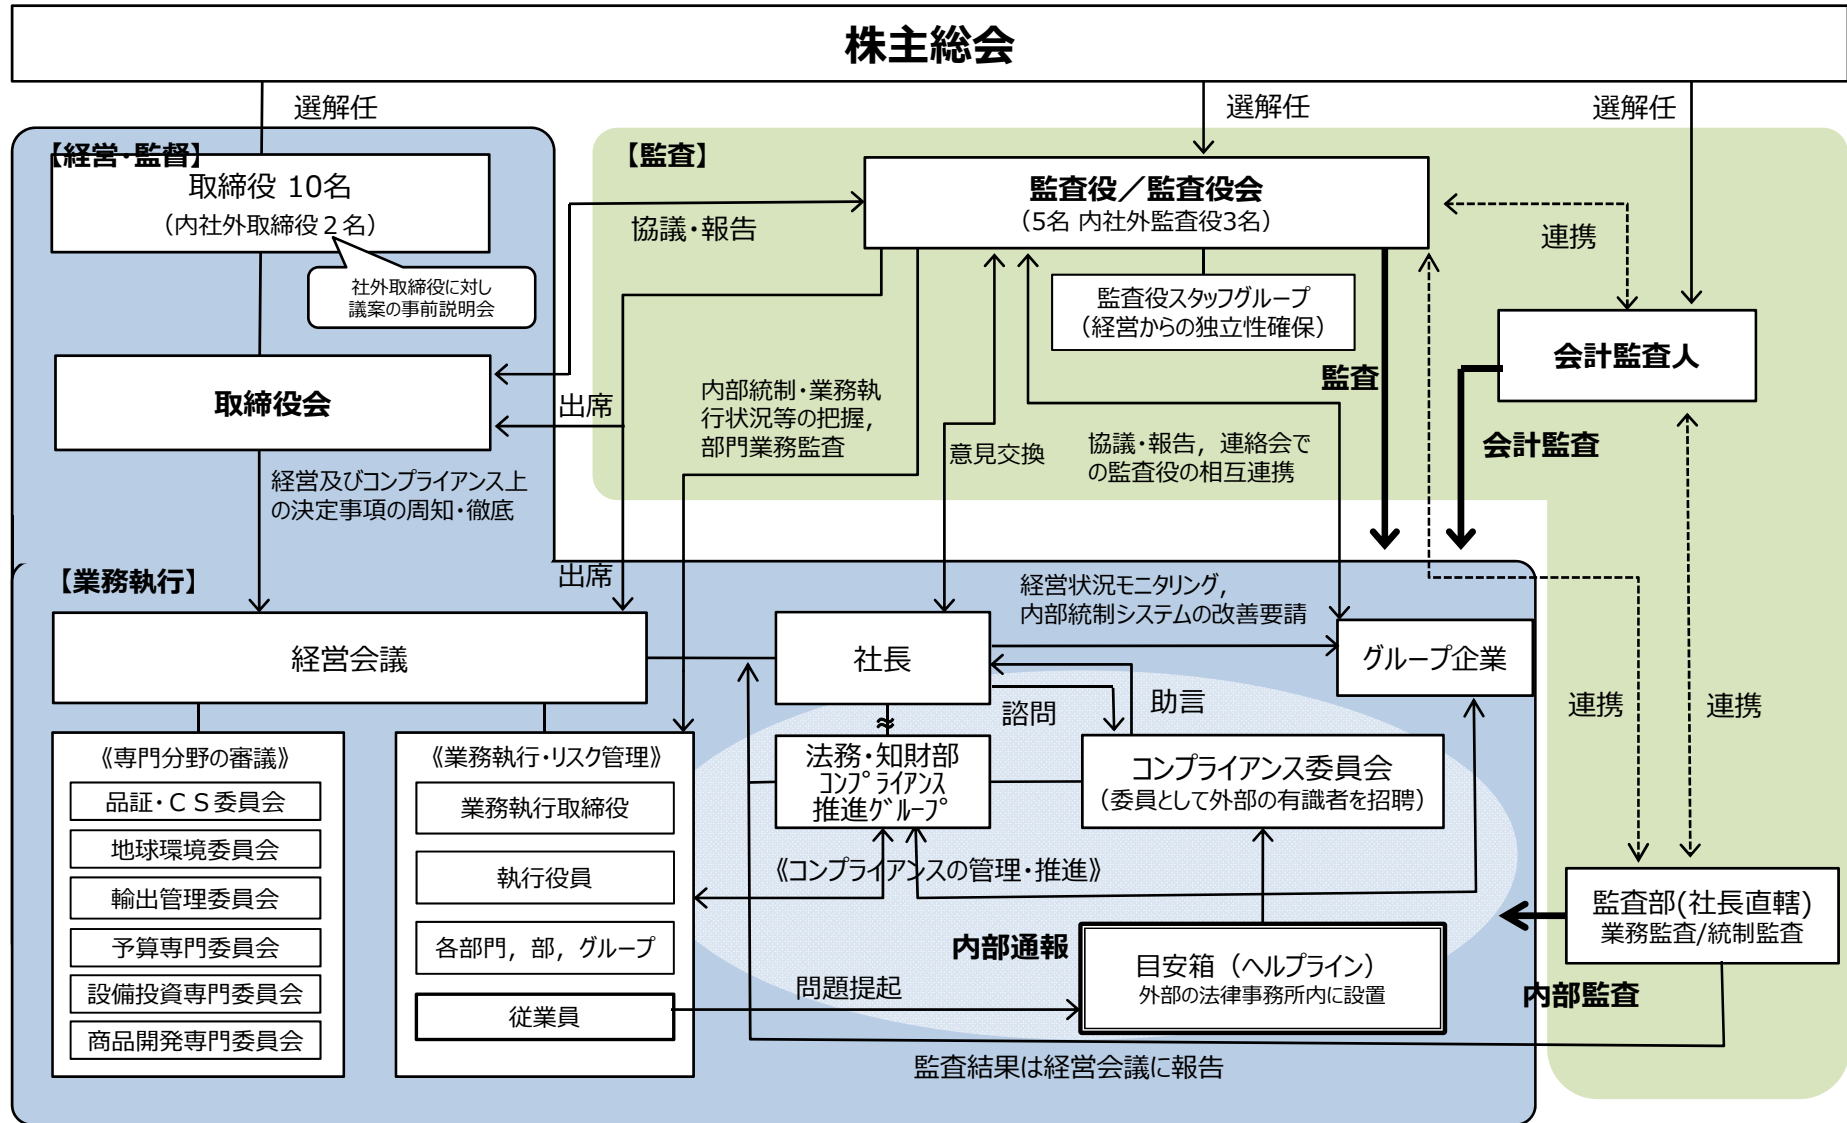 株主総会
選解任
選解任
選解任
【経営・監督】
取締役 10名
（内社外取締役２名）
社外取締役に対し
議案の事前説明会
取締役会
経営及びコンプライアンス上
の決定事項の周知・徹底
【監査】
監査役／監査役会
（5名 内社外監査役3名）
協議・報告
連携
監査役スタッフグループ
（経営からの独立性確保）
会計監査人
監査
会計監査
出席
内部統制・業務執
行状況等の把握，
部門業務監査
意見交換
協議・報告，連絡会で
の監査役の相互連携
【業務執行】
出席
経営状況モニタリング，
内部統制システムの改善要請
経営会議
社長
グループ企業
諮問
助言
連携
連携
《専門分野の審議》
品証・ＣＳ委員会
地球環境委員会
輸出管理委員会
予算専門委員会
設備投資専門委員会
商品開発専門委員会
《業務執行・リスク管理》
業務執行取締役
執行役員
各部門，部，グループ
従業員
法務・知財部
コンプライアンス
推進グループ
コンプライアンス委員会
（委員として外部の有識者を招聘）
《コンプライアンスの管理・推進》
内部通報
目安箱（ヘルプライン）
外部の法律事務所内に設置
問題提起
監査部(社長直轄)
業務監査/統制監査
内部監査
監査結果は経営会議に報告